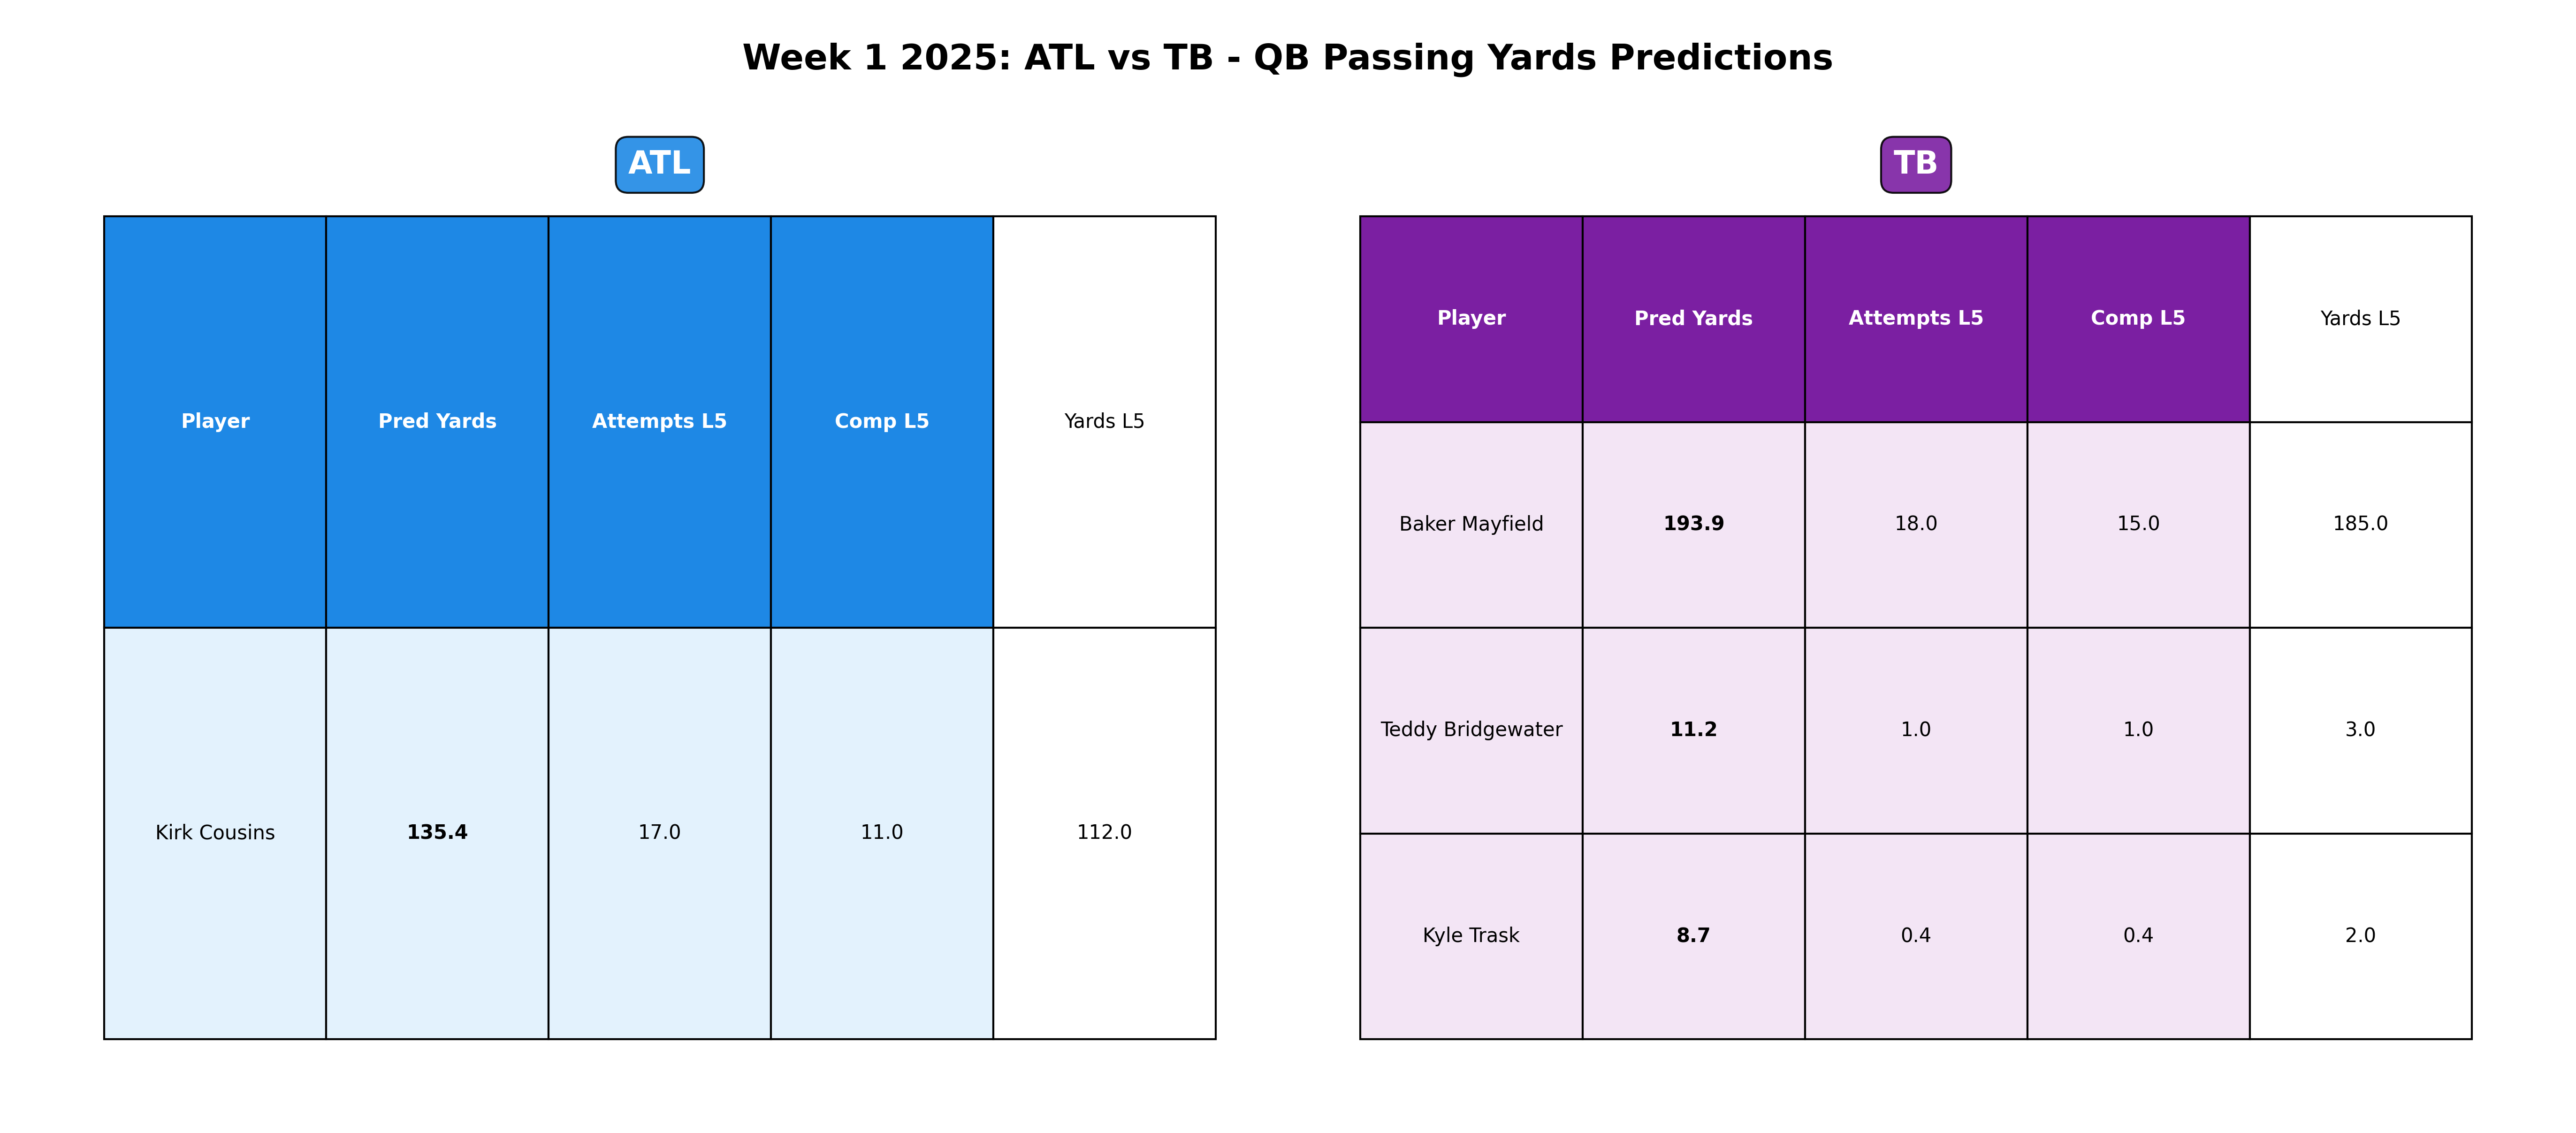 Week 1 2025: ATL vs TB - QB Passing Yards Predictions
ATL
Player Pred Yards Attempts L5 Comp L5 Yards L5
Kirk Cousins 135.4 17.0 11.0 112.0
TB
Player Pred Yards Attempts L5 Comp L5 Yards L5
Baker Mayfield 193.9 18.0 15.0 185.0
Teddy Bridgewater 11.2 1.0 1.0 3.0
Kyle Trask 8.7 0.4 0.4 2.0